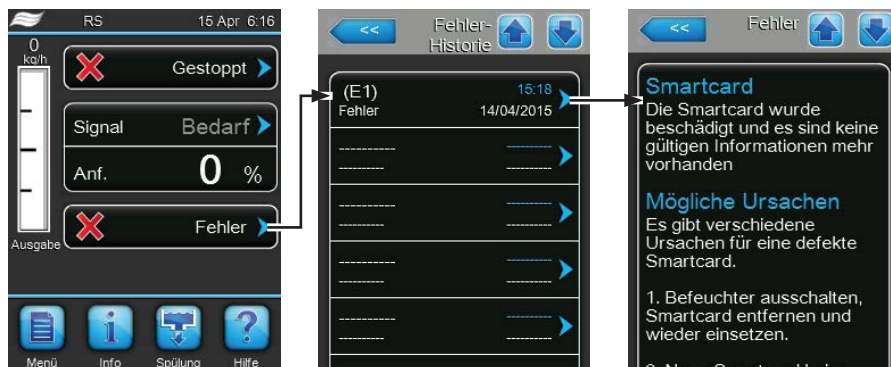 RS 15 Apr 6:16
0
kg/h
Gestoppt
Signal Bedarf
Anf. 0 %
Fehler
Ausgabe
Menü Info Spülung Hilfe
<< Fehler-
Historie
(E1) 15:18
Fehler 14/04/2015
---------- ----------
---------- ----------
---------- ----------
---------- ----------
---------- ----------
---------- ----------
---------- ----------
---------- ----------
<< Fehler
Smartcard
Die Smartcard wurde
beschädigt und es sind keine
gültigen Informationen mehr
vorhanden
Mögliche Ursachen
Es gibt verschiedene
Ursachen für eine defekte
Smartcard.
1. Befeuchter ausschalten,
Smartcard entfernen und
wieder einsetzen.